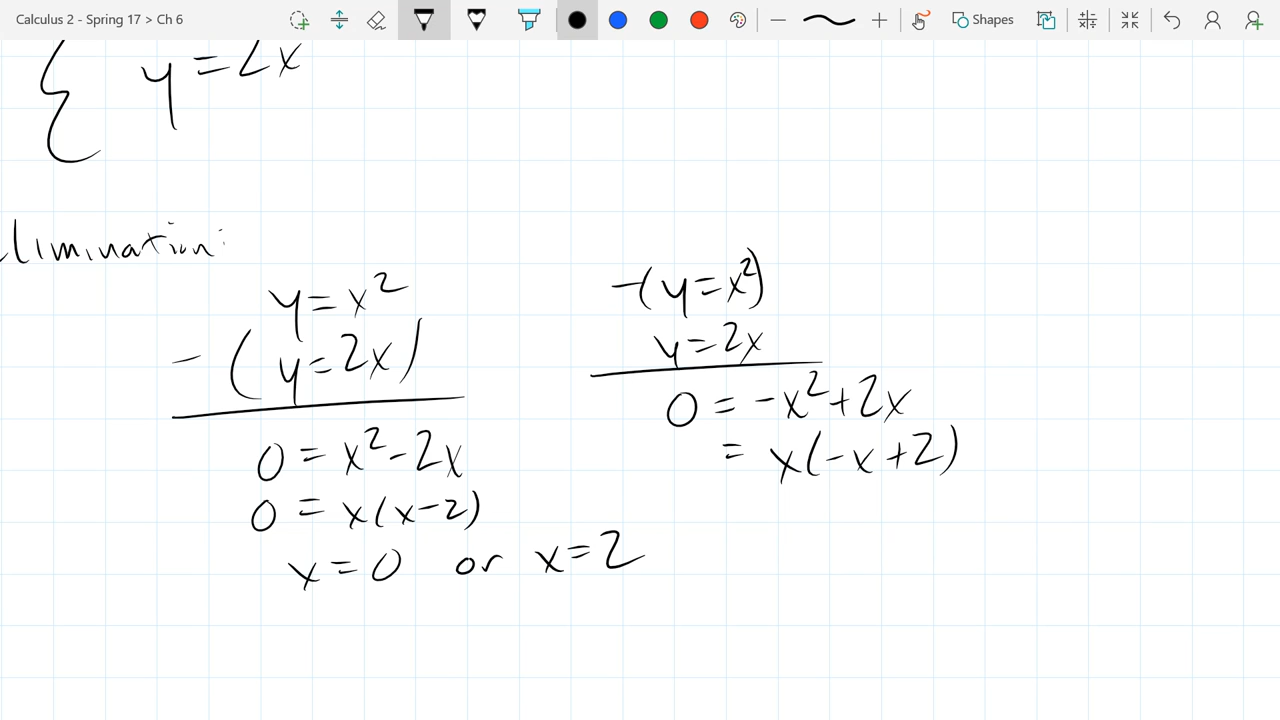 Calculus 2 - Spring 17 > Ch 6
Shapes
y = 2x
limination:
y = x²
- ( y = 2x )
0 = x² - 2x
0 = x(x - 2)
x = 0 or x = 2
-(y = x²)
y = 2x
0 = -x² + 2x
= x(-x + 2)